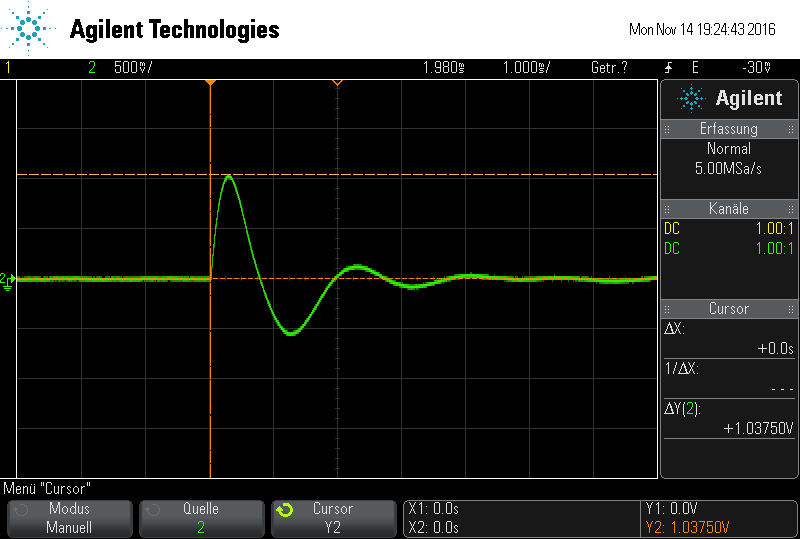 Agilent Technologies
Mon Nov 14 19:24:43 2016
1 2 500mV/ 1.980ms 1.000ms/ Getr.? E -30mV
Agilent
Erfassung
Normal
5.00MSa/s
Kanäle
DC 1.00:1
DC 1.00:1
Cursor
ΔX:
+0.0s
1/ΔX:
- - -
ΔY(2):
+1.03750V
2
Menü "Cursor"
Modus
Manuell
Quelle
2
Cursor
Y2
X1: 0.0s
X2: 0.0s
Y1: 0.0V
Y2: 1.03750V